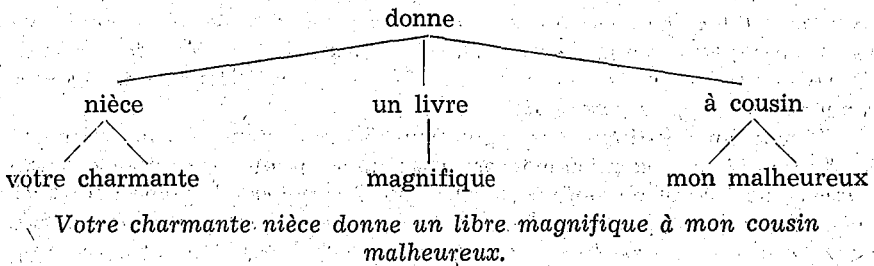 donne
nièce un livre à cousin
votre charmante magnifique mon malheureux
Votre charmante nièce donne un libre magnifique à mon cousin
malheureux.